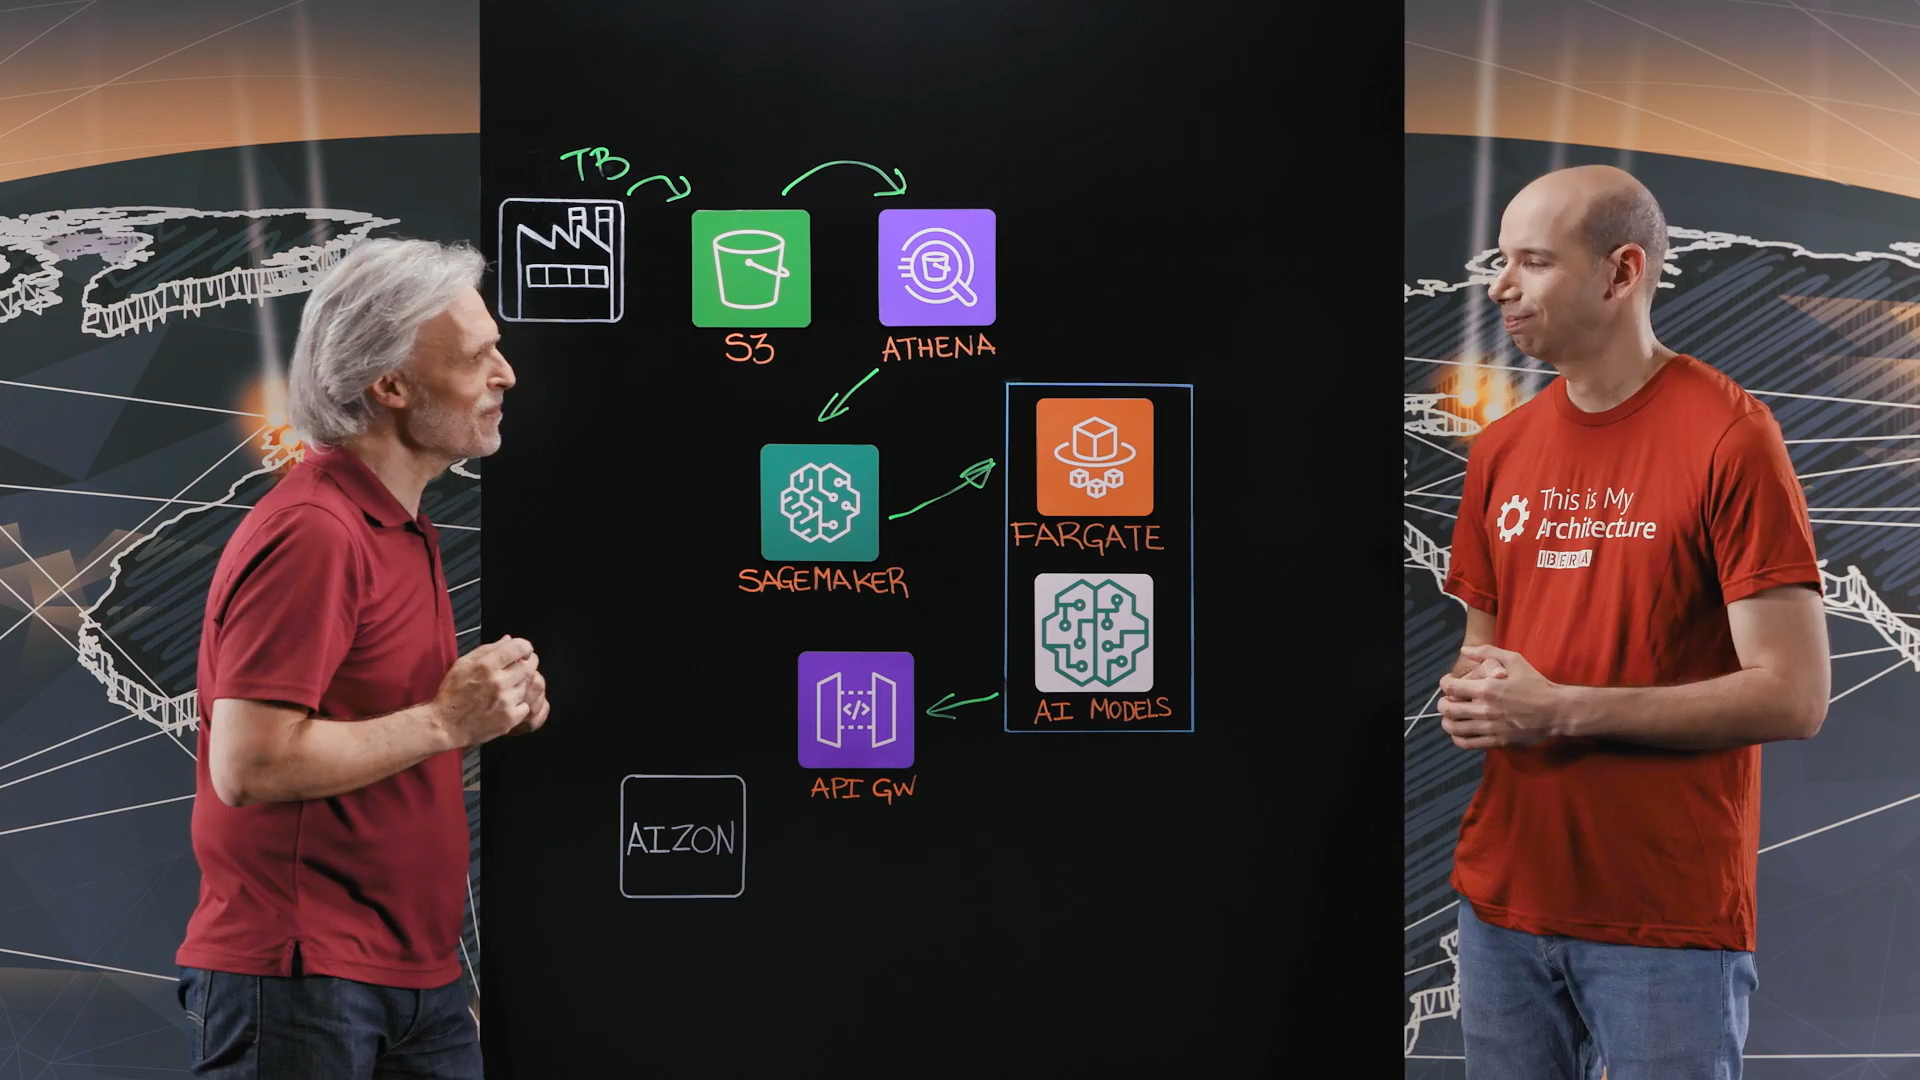 TB
S3
ATHENA
FARGATE
SAGEMAKER
AI MODELS
</>
API GW
AIZON
This is My
Architecture
IBERIA